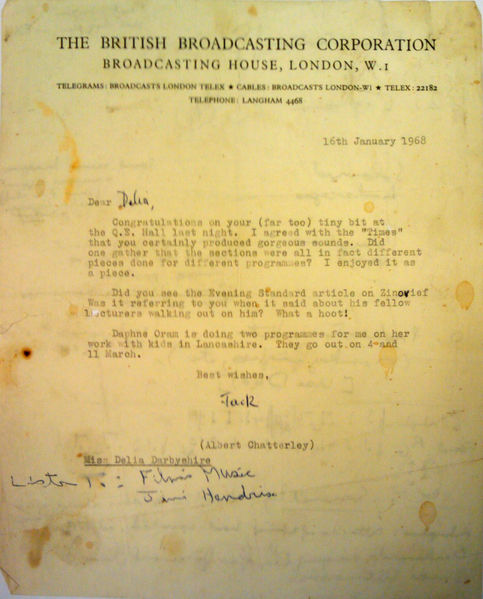 THE BRITISH BROADCASTING CORPORATION
BROADCASTING HOUSE, LONDON, W.1
TELEGRAMS: BROADCASTS LONDON TELEX ★ CABLES: BROADCASTS LONDON-W1 ★ TELEX: 22182
TELEPHONE: LANGHAM 4468
16th January 1968
Dear Delia,
Congratulations on your (far too) tiny bit at
the Q.E. Hall last night. I agreed with the "Times"
that you certainly produced gorgeous sounds. Did
one gather that the sections were all in fact different
pieces done for different programmes? I enjoyed it as
a piece.
Did you see the Evening Standard article on Zinovief
Was it referring to you when it said about his fellow
lecturers walking out on him? What a hoot!
Daphne Oram is doing two programmes for me on her
work with kids in Lancashire. They go out on 4 and
11 March.
Best wishes,
Jack
(Albert Chatterley)
Miss Delia Darbyshire
Listen To: Music
Jimi Hendrix